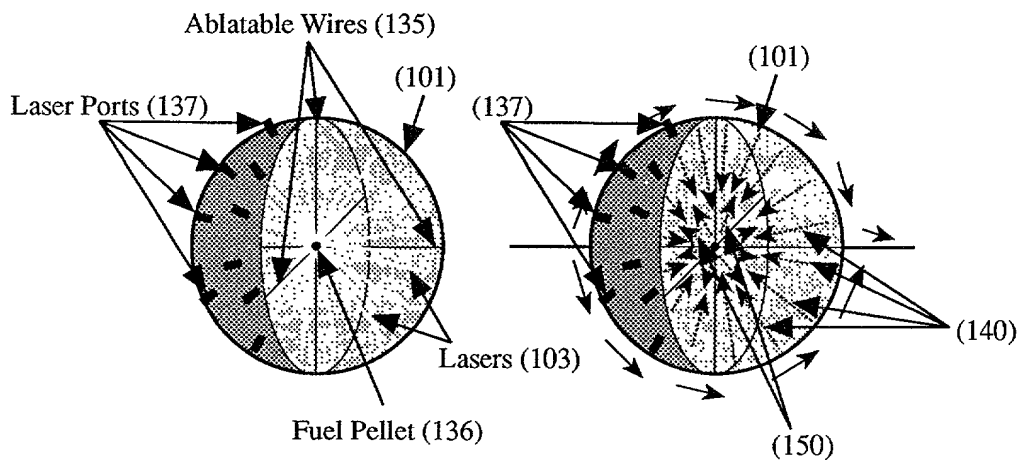 Ablatable Wires (135)
(101)
Laser Ports (137)
Lasers (103)
Fuel Pellet (136)
(101)
(137)
(140)
(150)